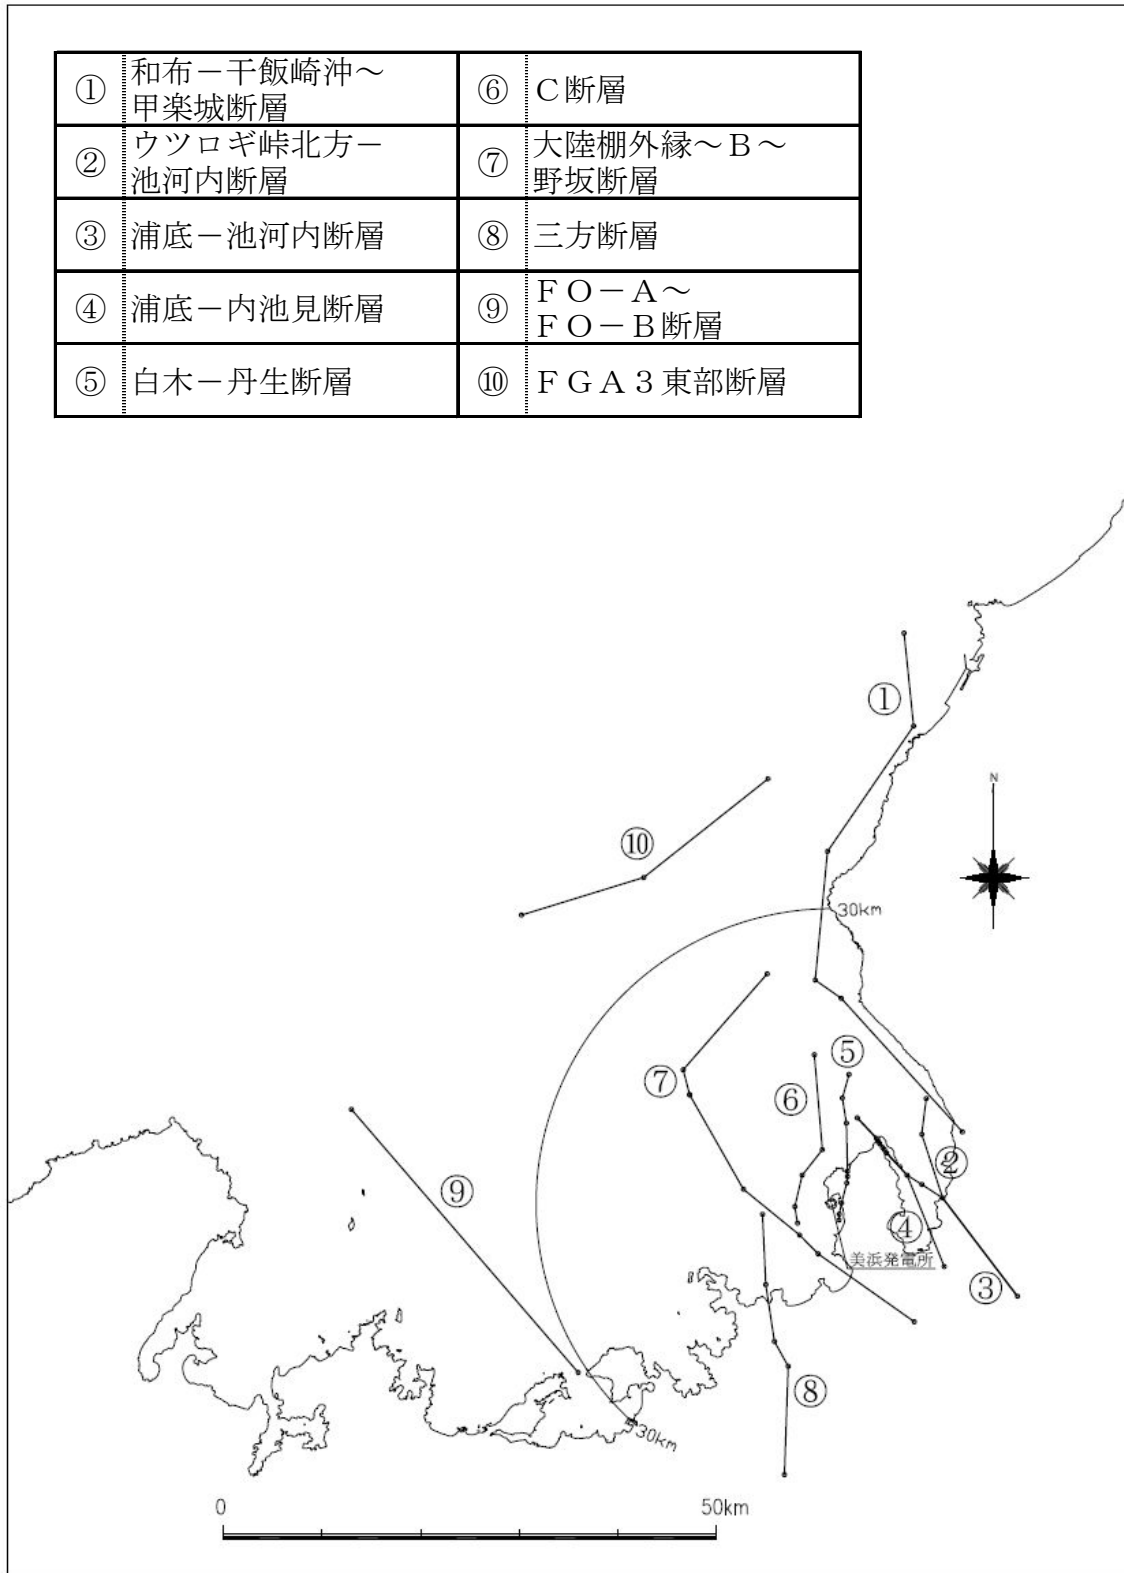 ① 和布－干飯崎沖～
甲楽城断層
⑥ Ｃ断層
② ウツロギ峠北方－
池河内断層
⑦ 大陸棚外縁～Ｂ～
野坂断層
③ 浦底－池河内断層
⑧ 三方断層
④ 浦底－内池見断層
⑨ ＦＯ－Ａ～
ＦＯ－Ｂ断層
⑤ 白木－丹生断層
⑩ ＦＧＡ３東部断層
①
N
⑩
30km
⑤
⑦
⑥
②
⑨
④
美浜発電所
③
⑧
30km
0
50km